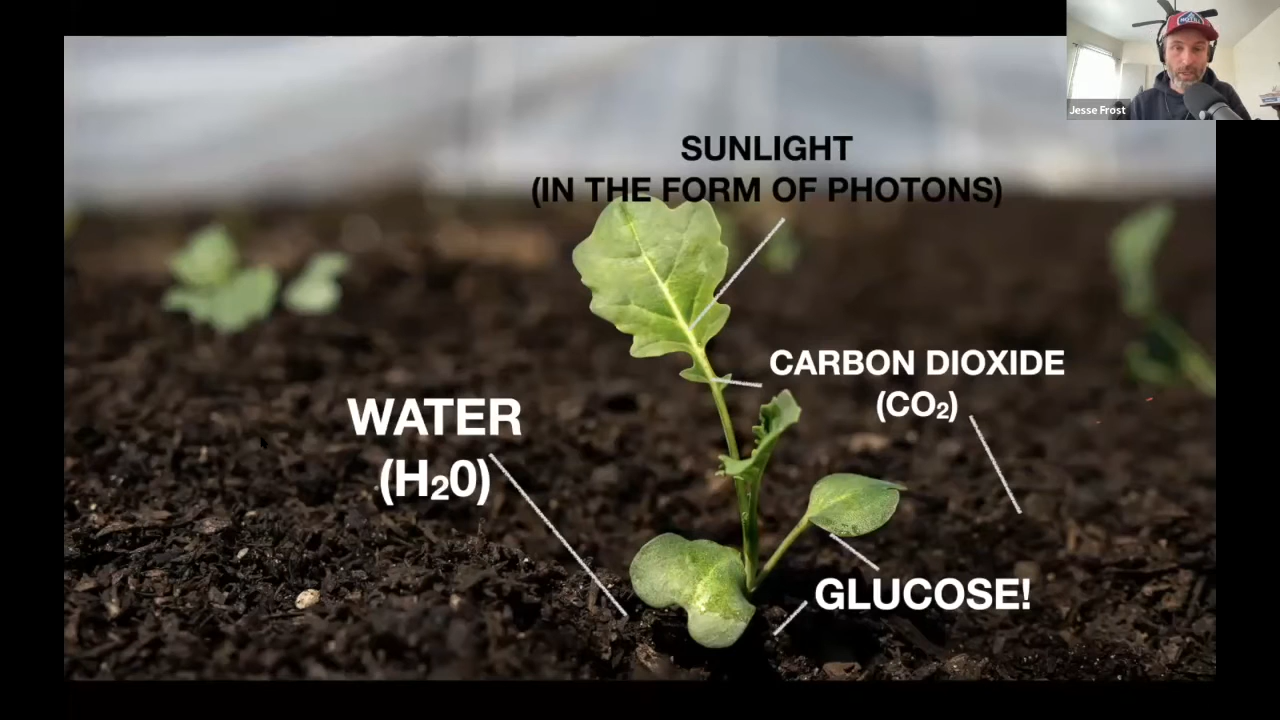 Jesse Frost
SUNLIGHT
(IN THE FORM OF PHOTONS)
CARBON DIOXIDE
(CO₂)
WATER
(H₂0)
GLUCOSE!